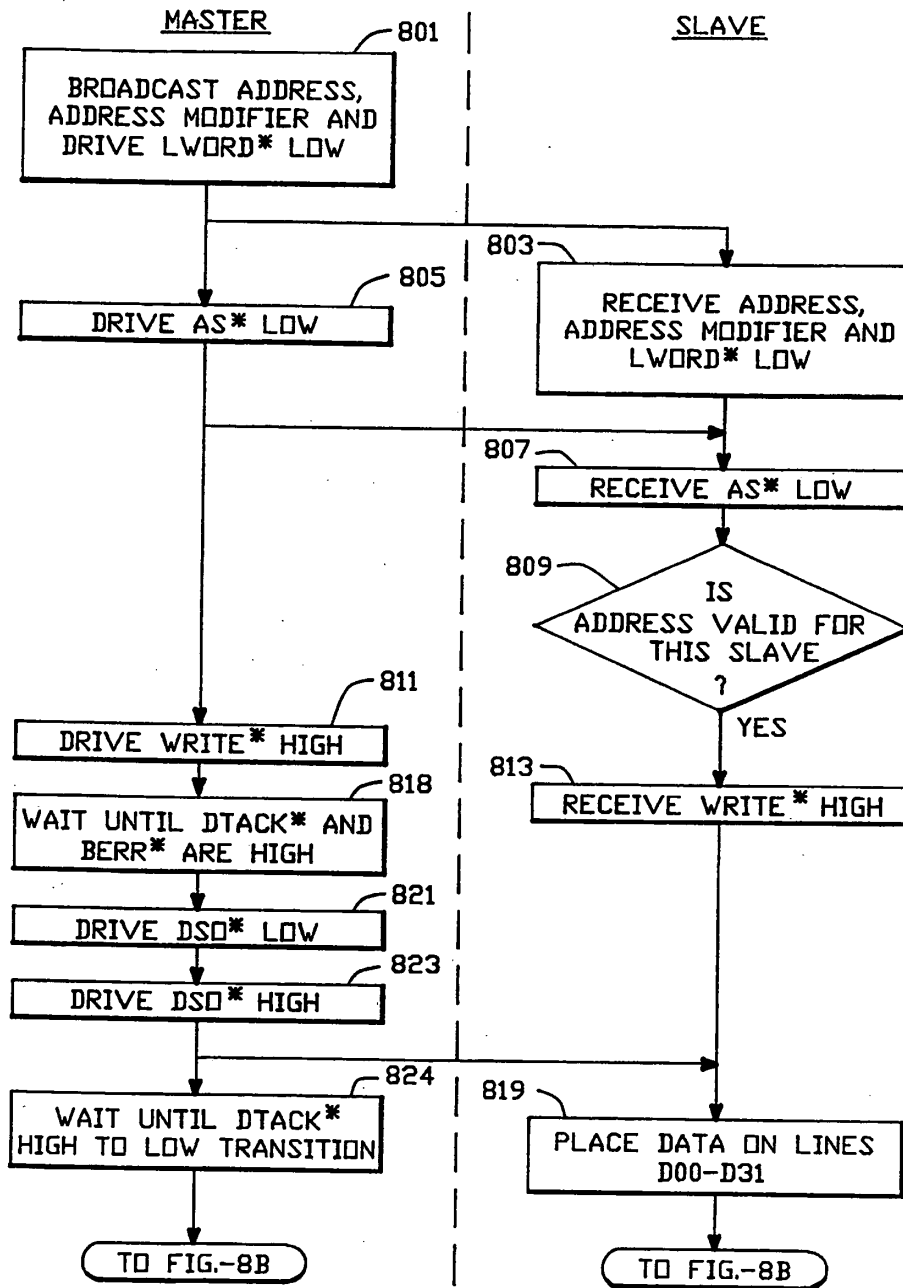 MASTER
SLAVE
801
BROADCAST ADDRESS,
ADDRESS MODIFIER AND
DRIVE LWORD* LOW
803
RECEIVE ADDRESS,
ADDRESS MODIFIER AND
LWORD* LOW
805
DRIVE AS* LOW
807
RECEIVE AS* LOW
809
IS
ADDRESS VALID FOR
THIS SLAVE
?
YES
811
DRIVE WRITE* HIGH
813
RECEIVE WRITE* HIGH
818
WAIT UNTIL DTACK* AND
BERR* ARE HIGH
821
DRIVE DSO* LOW
823
DRIVE DSO* HIGH
824
WAIT UNTIL DTACK*
HIGH TO LOW TRANSITION
819
PLACE DATA ON LINES
D00-D31
TO FIG.-8B
TO FIG.-8B